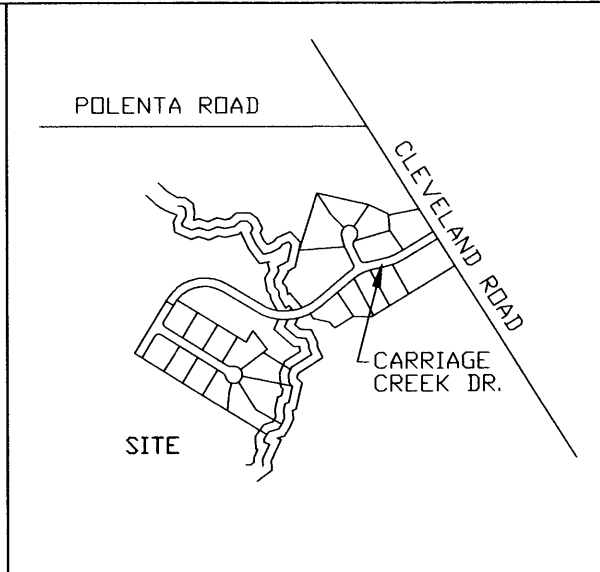 POLENTA ROAD
CLEVELAND ROAD
CARRIAGE
CREEK DR.
SITE